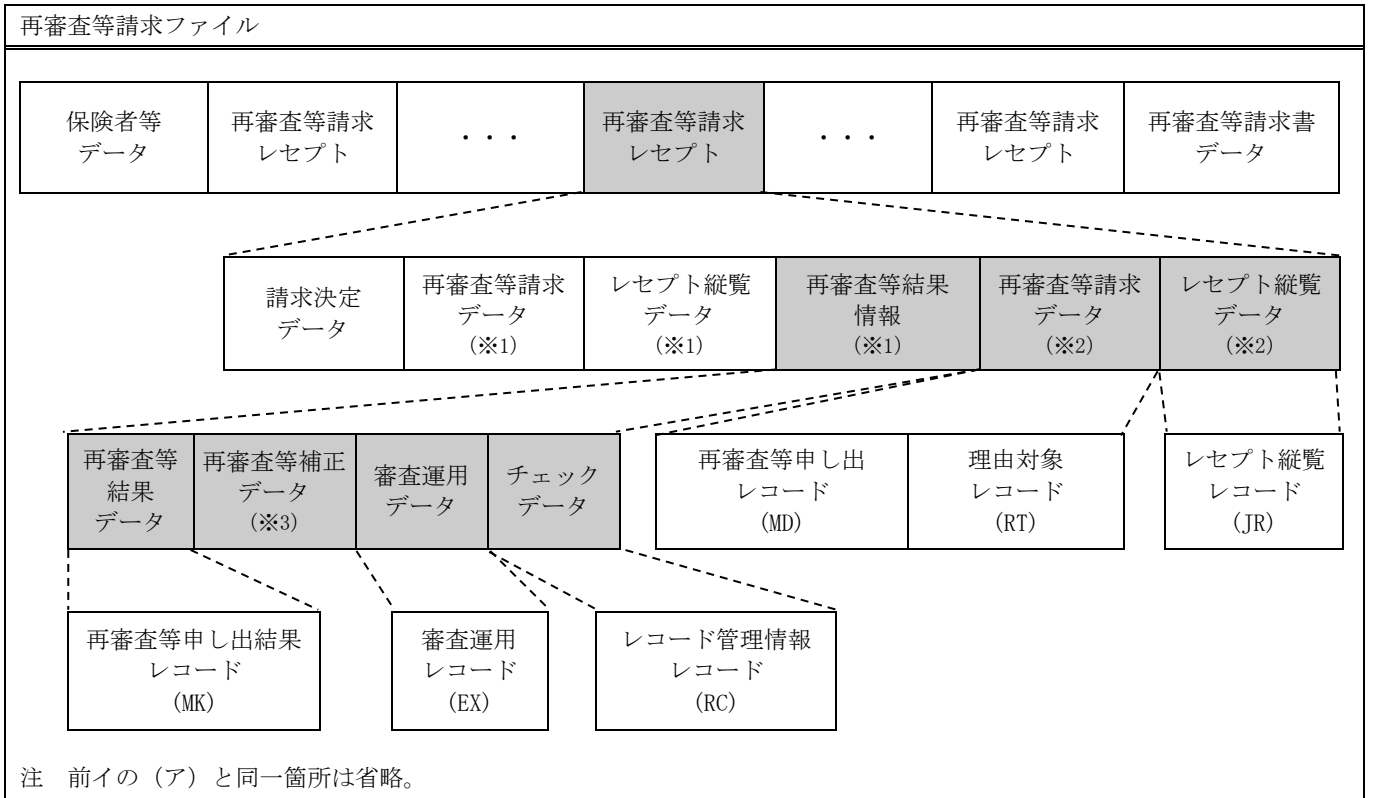 再審査等請求ファイル
保険者等
データ
再審査等請求
レセプト
・・・
再審査等請求
レセプト
・・・
再審査等請求
レセプト
再審査等請求書
データ
請求決定
データ
再審査等請求
データ
(※1)
レセプト縦覧
データ
(※1)
再審査等結果
情報
(※1)
再審査等請求
データ
(※2)
レセプト縦覧
データ
(※2)
再審査等
結果
データ
再審査等補正
データ
(※3)
審査運用
データ
チェック
データ
再審査等申し出
レコード
(MD)
理由対象
レコード
(RT)
レセプト縦覧
レコード
(JR)
再審査等申し出結果
レコード
(MK)
審査運用
レコード
(EX)
レコード管理情報
レコード
(RC)
注　前イの（ア）と同一箇所は省略。